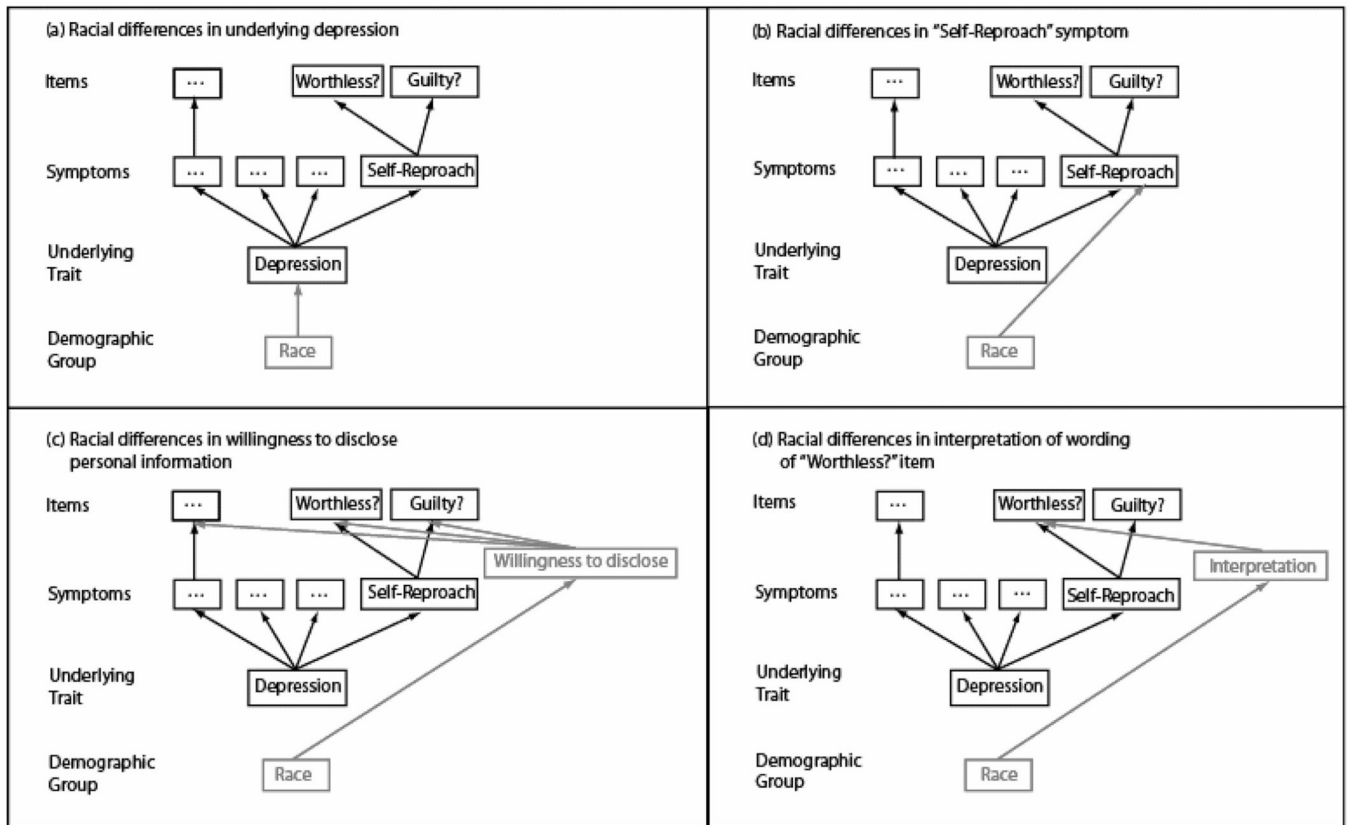 (a) Racial differences in underlying depression
Items
...
Worthless?
Guilty?
Symptoms
...
...
...
Self-Reproach
Underlying
Trait
Depression
Demographic
Group
Race
(b) Racial differences in “Self-Reproach” symptom
Items
...
Worthless?
Guilty?
Symptoms
...
...
...
Self-Reproach
Underlying
Trait
Depression
Demographic
Group
Race
(c) Racial differences in willingness to disclose
personal information
Items
...
Worthless?
Guilty?
Willingness to disclose
Symptoms
...
...
...
Self-Reproach
Underlying
Trait
Depression
Demographic
Group
Race
(d) Racial differences in interpretation of wording
of “Worthless?” item
Items
...
Worthless?
Guilty?
Interpretation
Symptoms
...
...
...
Self-Reproach
Underlying
Trait
Depression
Demographic
Group
Race